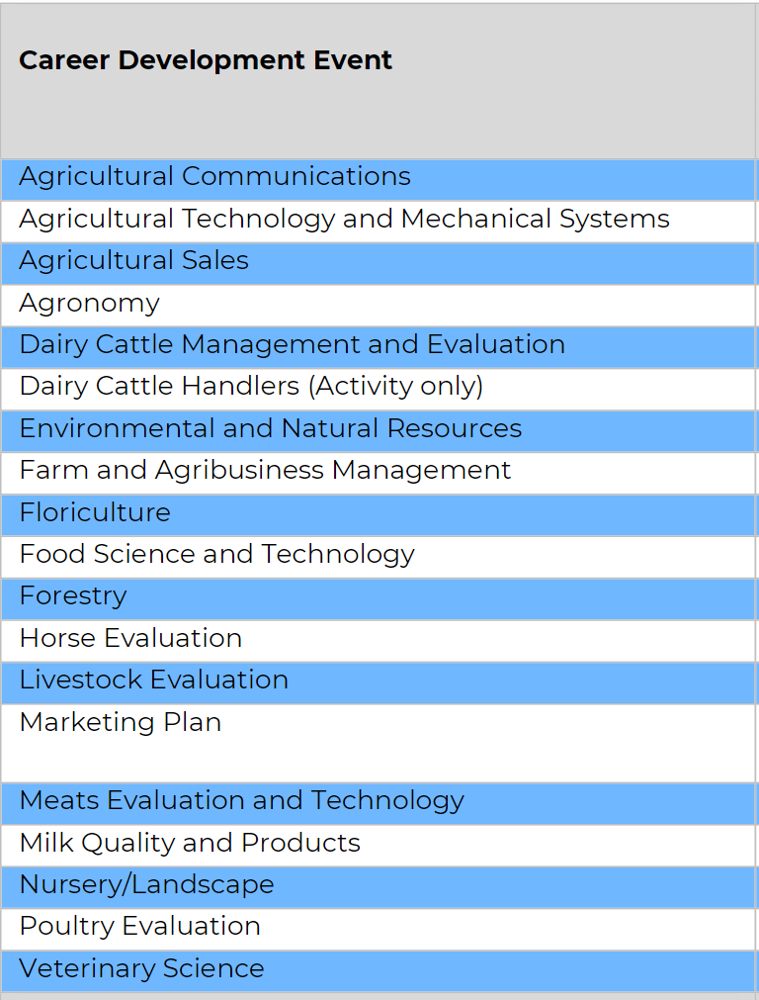 Career Development Event
Agricultural Communications
Agricultural Technology and Mechanical Systems
Agricultural Sales
Agronomy
Dairy Cattle Management and Evaluation
Dairy Cattle Handlers (Activity only)
Environmental and Natural Resources
Farm and Agribusiness Management
Floriculture
Food Science and Technology
Forestry
Horse Evaluation
Livestock Evaluation
Marketing Plan
Meats Evaluation and Technology
Milk Quality and Products
Nursery/Landscape
Poultry Evaluation
Veterinary Science